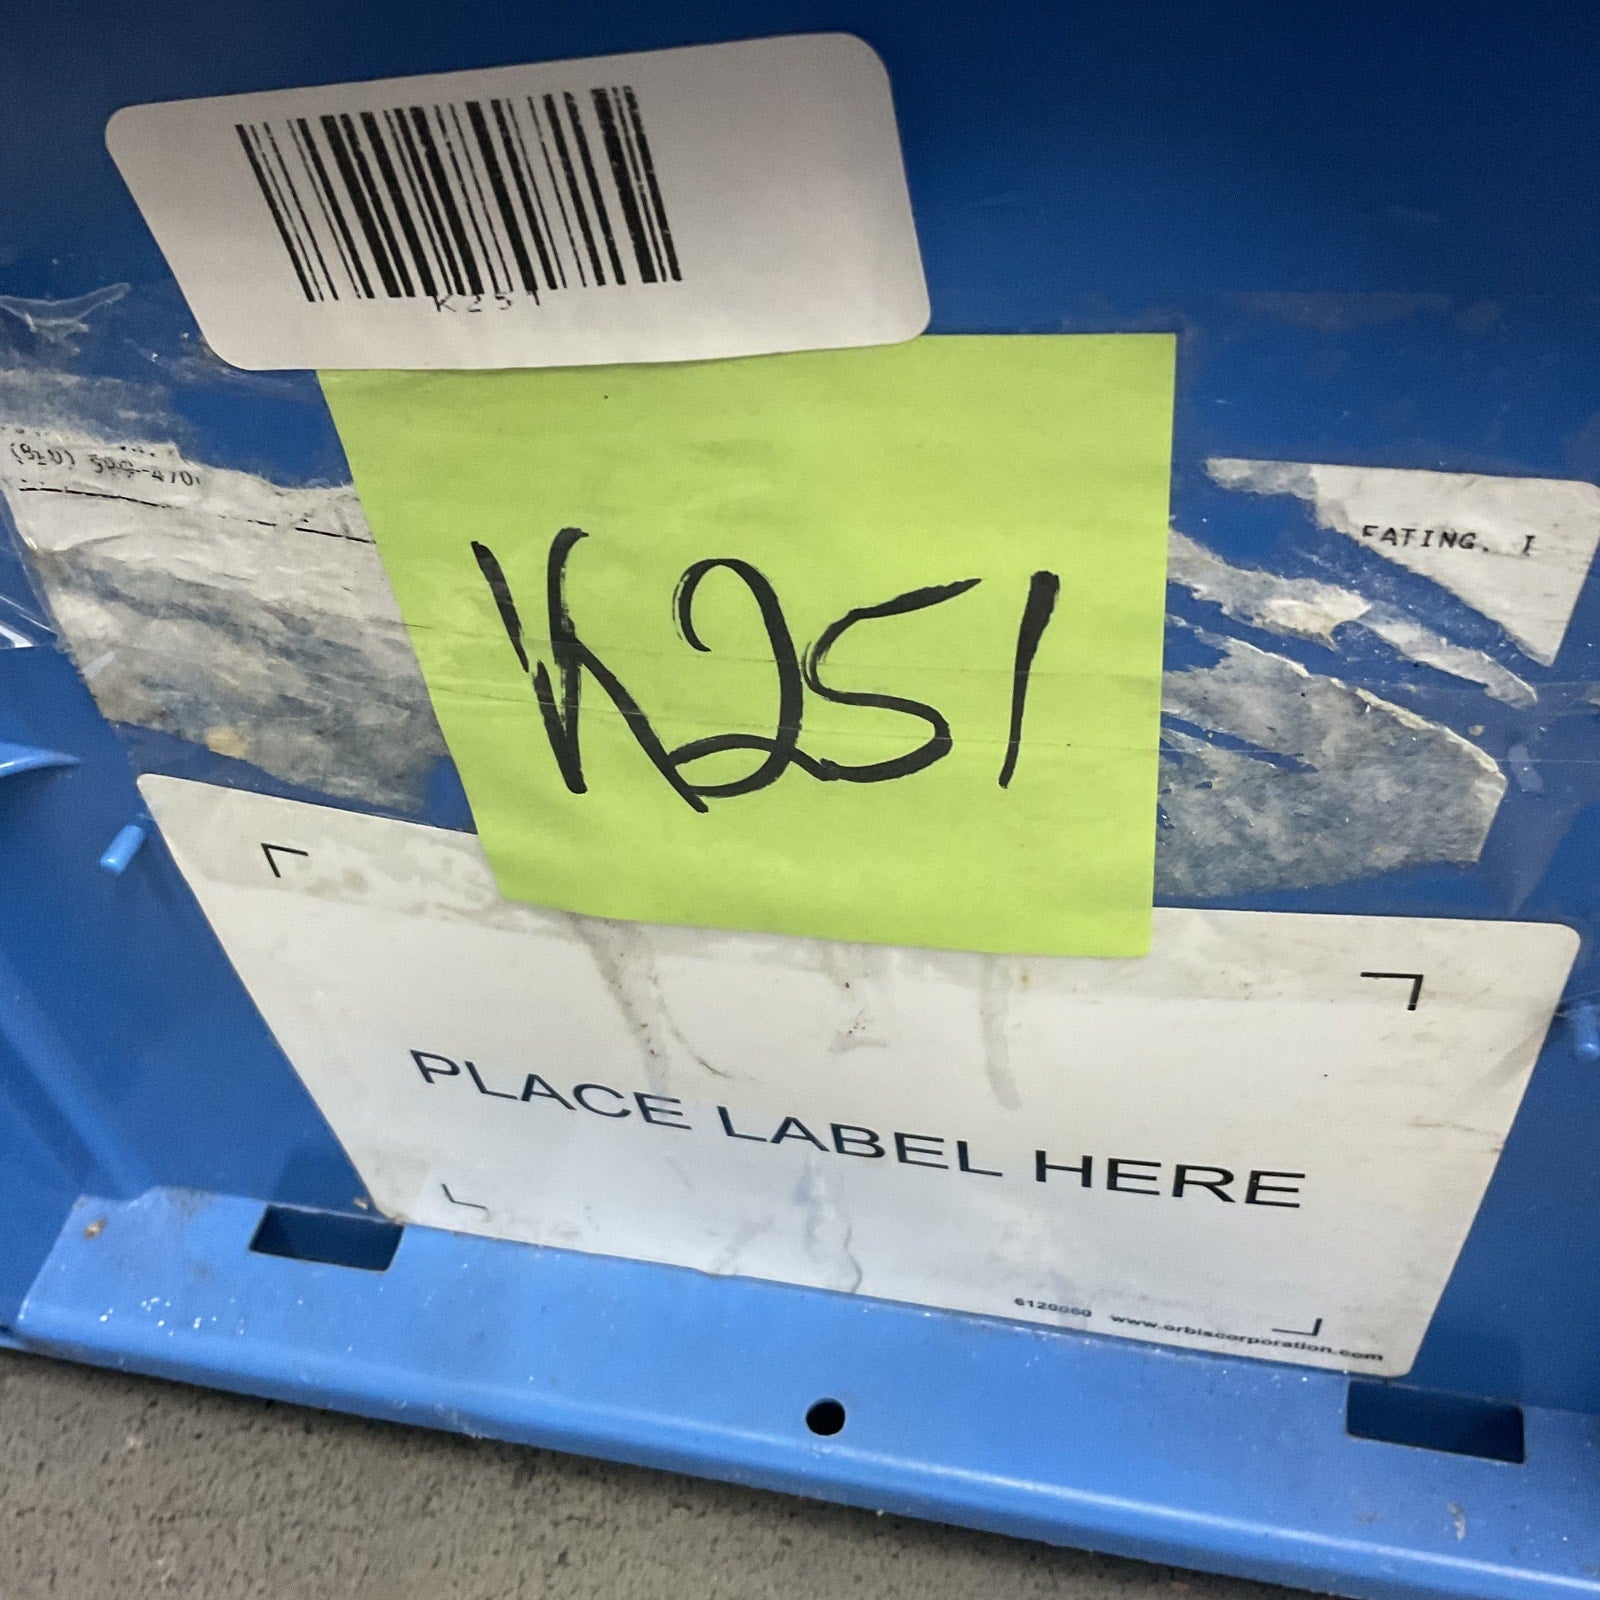 K251
K251
PLACE LABEL HERE
www.orbiscorporation.com